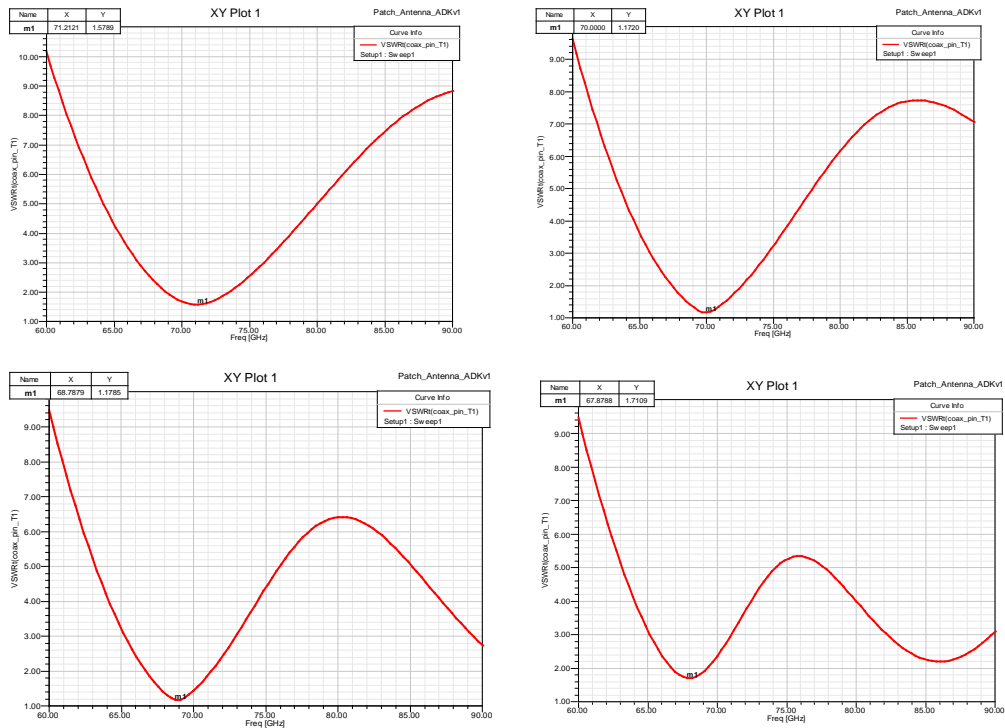 XY Plot 1
Patch_Antenna_ADKv1
Name X Y
m1 71.2121 1.5789
Curve Info
VSWRt(coax_pin_T1)
Setup1 : Sweep1
VSWRt(coax_pin_T1)
10.00
9.00
8.00
7.00
6.00
5.00
4.00
3.00
2.00
1.00
m1
60.00 65.00 70.00 75.00 80.00 85.00 90.00
Freq [GHz]
XY Plot 1
Patch_Antenna_ADKv1
Name X Y
m1 70.0000 1.1720
Curve Info
VSWRt(coax_pin_T1)
Setup1 : Sweep1
VSWRt(coax_pin_T1)
9.00
8.00
7.00
6.00
5.00
4.00
3.00
2.00
1.00
m1
60.00 65.00 70.00 75.00 80.00 85.00 90.00
Freq [GHz]
XY Plot 1
Patch_Antenna_ADKv1
Name X Y
m1 68.7879 1.1785
Curve Info
VSWRt(coax_pin_T1)
Setup1 : Sweep1
VSWRt(coax_pin_T1)
9.00
8.00
7.00
6.00
5.00
4.00
3.00
2.00
1.00
m1
60.00 65.00 70.00 75.00 80.00 85.00 90.00
Freq [GHz]
XY Plot 1
Patch_Antenna_ADKv1
Name X Y
m1 67.8788 1.7109
Curve Info
VSWRt(coax_pin_T1)
Setup1 : Sweep1
VSWRt(coax_pin_T1)
9.00
8.00
7.00
6.00
5.00
4.00
3.00
2.00
1.00
m1
60.00 65.00 70.00 75.00 80.00 85.00 90.00
Freq [GHz]